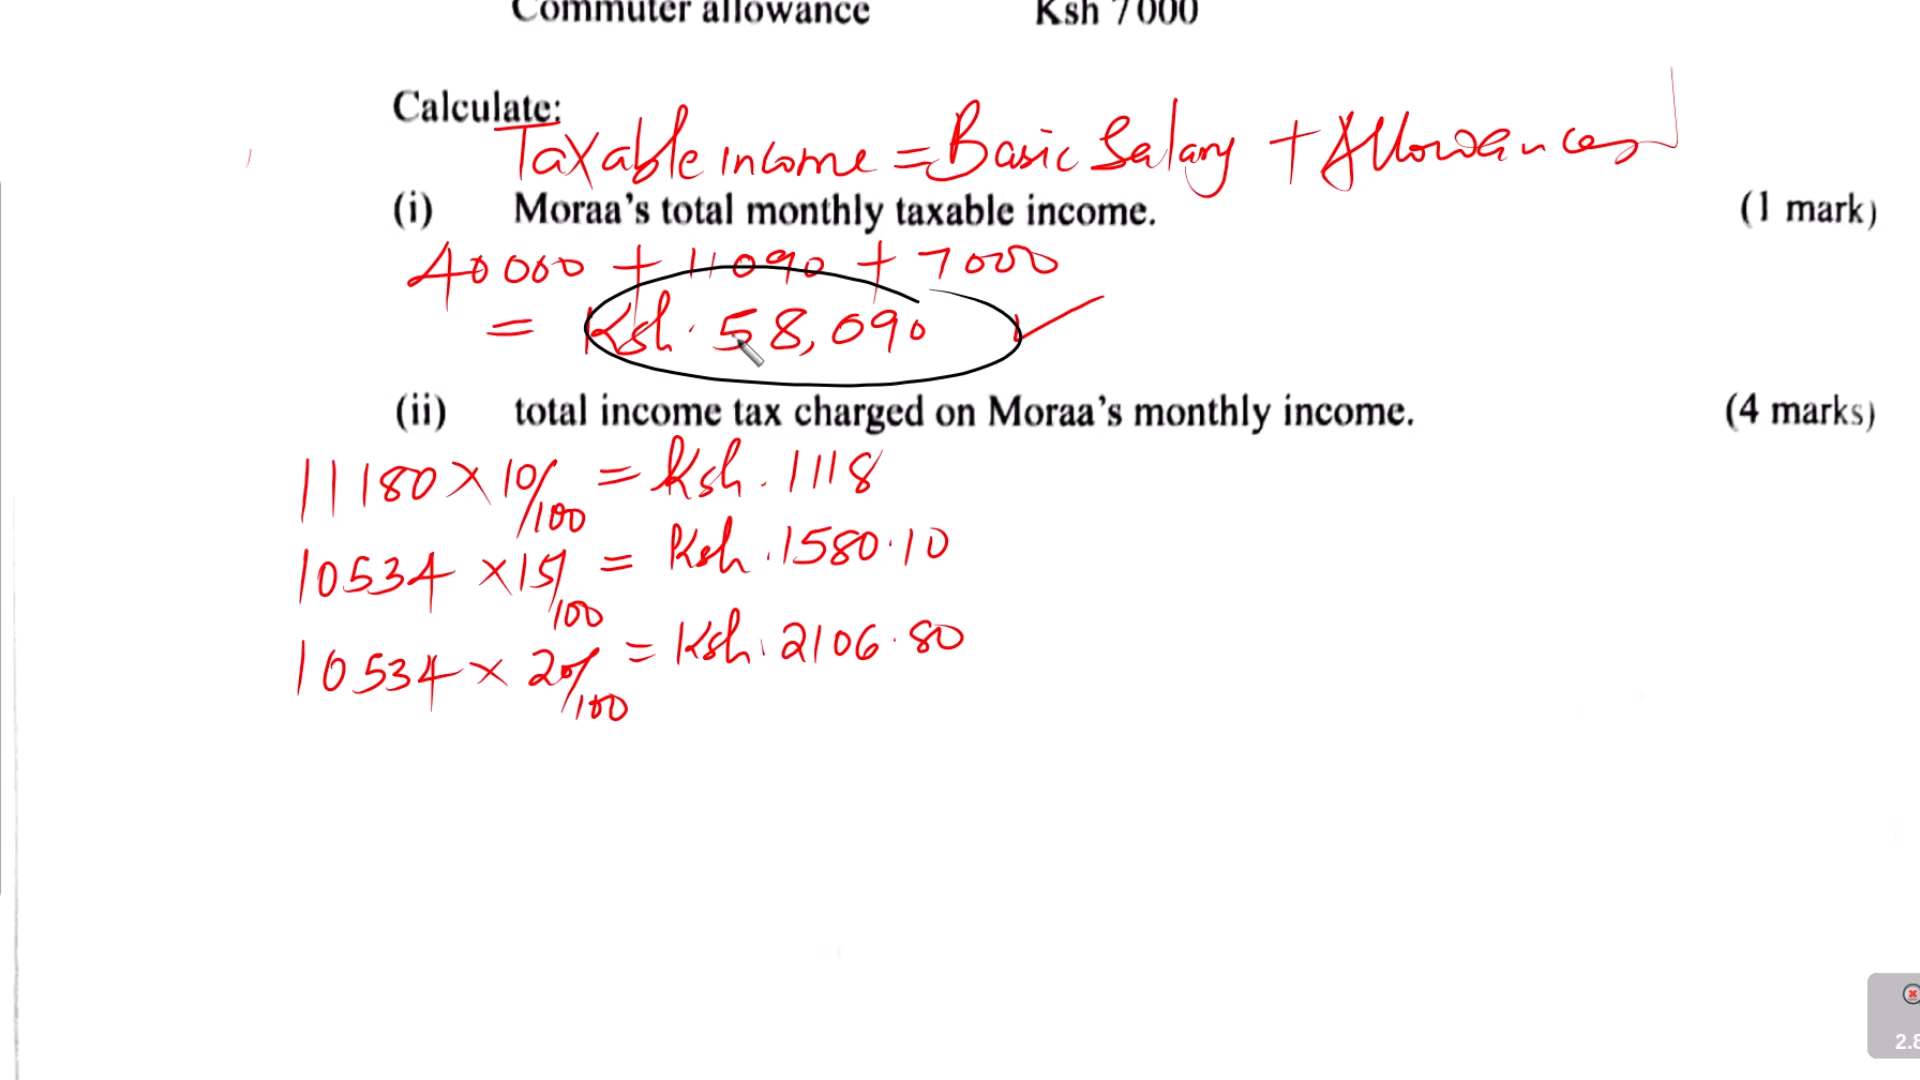 Commuter allowance Ksh 7000
Calculate:
Taxable income = Basic Salary + Allowances
(i) Moraa's total monthly taxable income. (1 mark)
40000 + 11090 + 7000
= Ksh. 58,090
(ii) total income tax charged on Moraa's monthly income. (4 marks)
11180 × 10/100 = Ksh. 1118
10534 × 15/100 = Ksh. 1580.10
10534 × 20/100 = Ksh. 2106.80